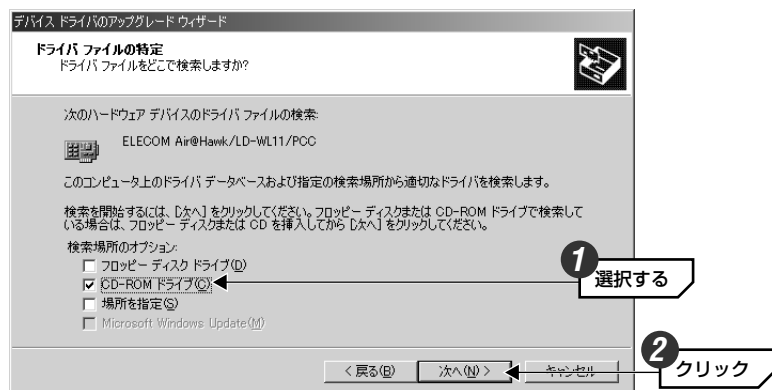 デバイス ドライバのアップグレード ウィザード
ドライバ ファイルの特定
ドライバ ファイルをどこで検索しますか?
次のハードウェア デバイスのドライバ ファイルの検索:
ELECOM Air@Hawk/LD-WL11/PCC
このコンピュータ上のドライバ データベースおよび指定の検索場所から適切なドライバを検索します。
検索を開始するには、[次へ] をクリックしてください。フロッピー ディスクまたは CD-ROM ドライブで検索して
いる場合は、フロッピー ディスクまたは CD を挿入してから [次へ] をクリックしてください。
検索場所のオプション:
フロッピー ディスク ドライブ(D)
CD-ROM ドライブ(C)
場所を指定(S)
Microsoft Windows Update(M)
1 選択する
< 戻る(B) 次へ(N) > キャンセル
2 クリック